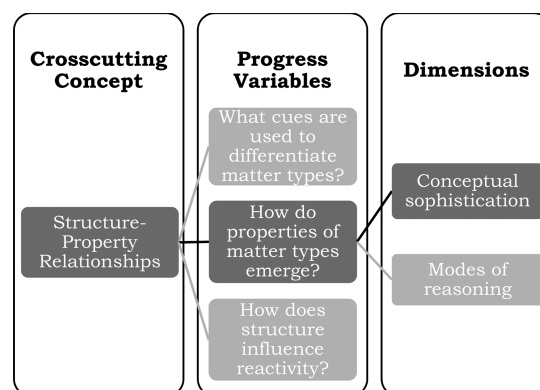 Crosscutting
Concept
Structure-
Property
Relationships
Progress
Variables
What cues are
used to
differentiate
matter types?
How do
properties of
matter types
emerge?
How does
structure
influence
reactivity?
Dimensions
Conceptual
sophistication
Modes of
reasoning